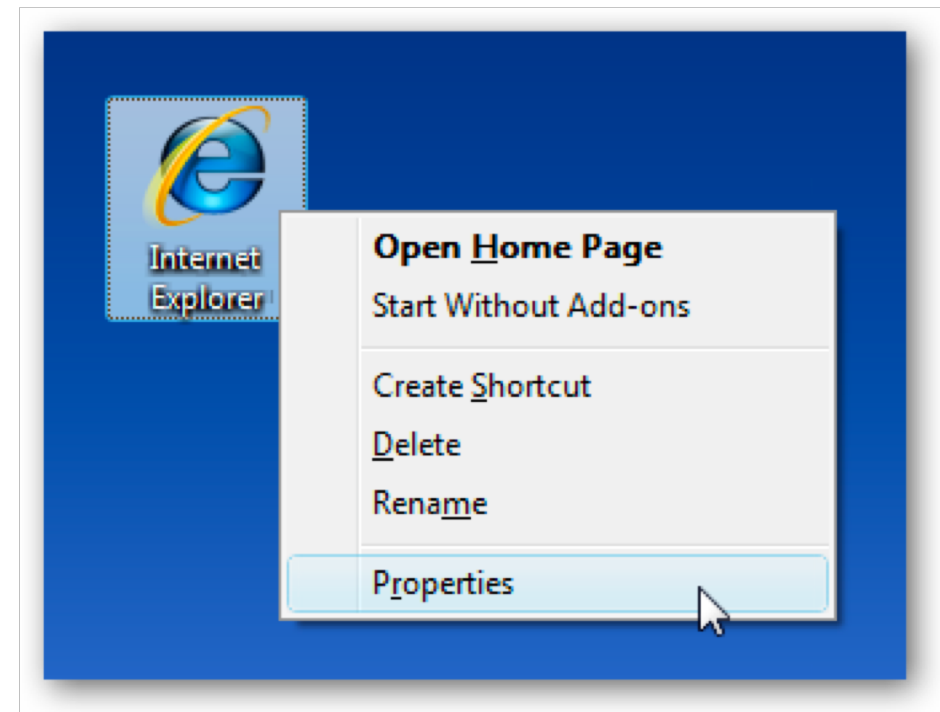 Internet
Explorer
Open Home Page
Start Without Add-ons
Create Shortcut
Delete
Rename
Properties